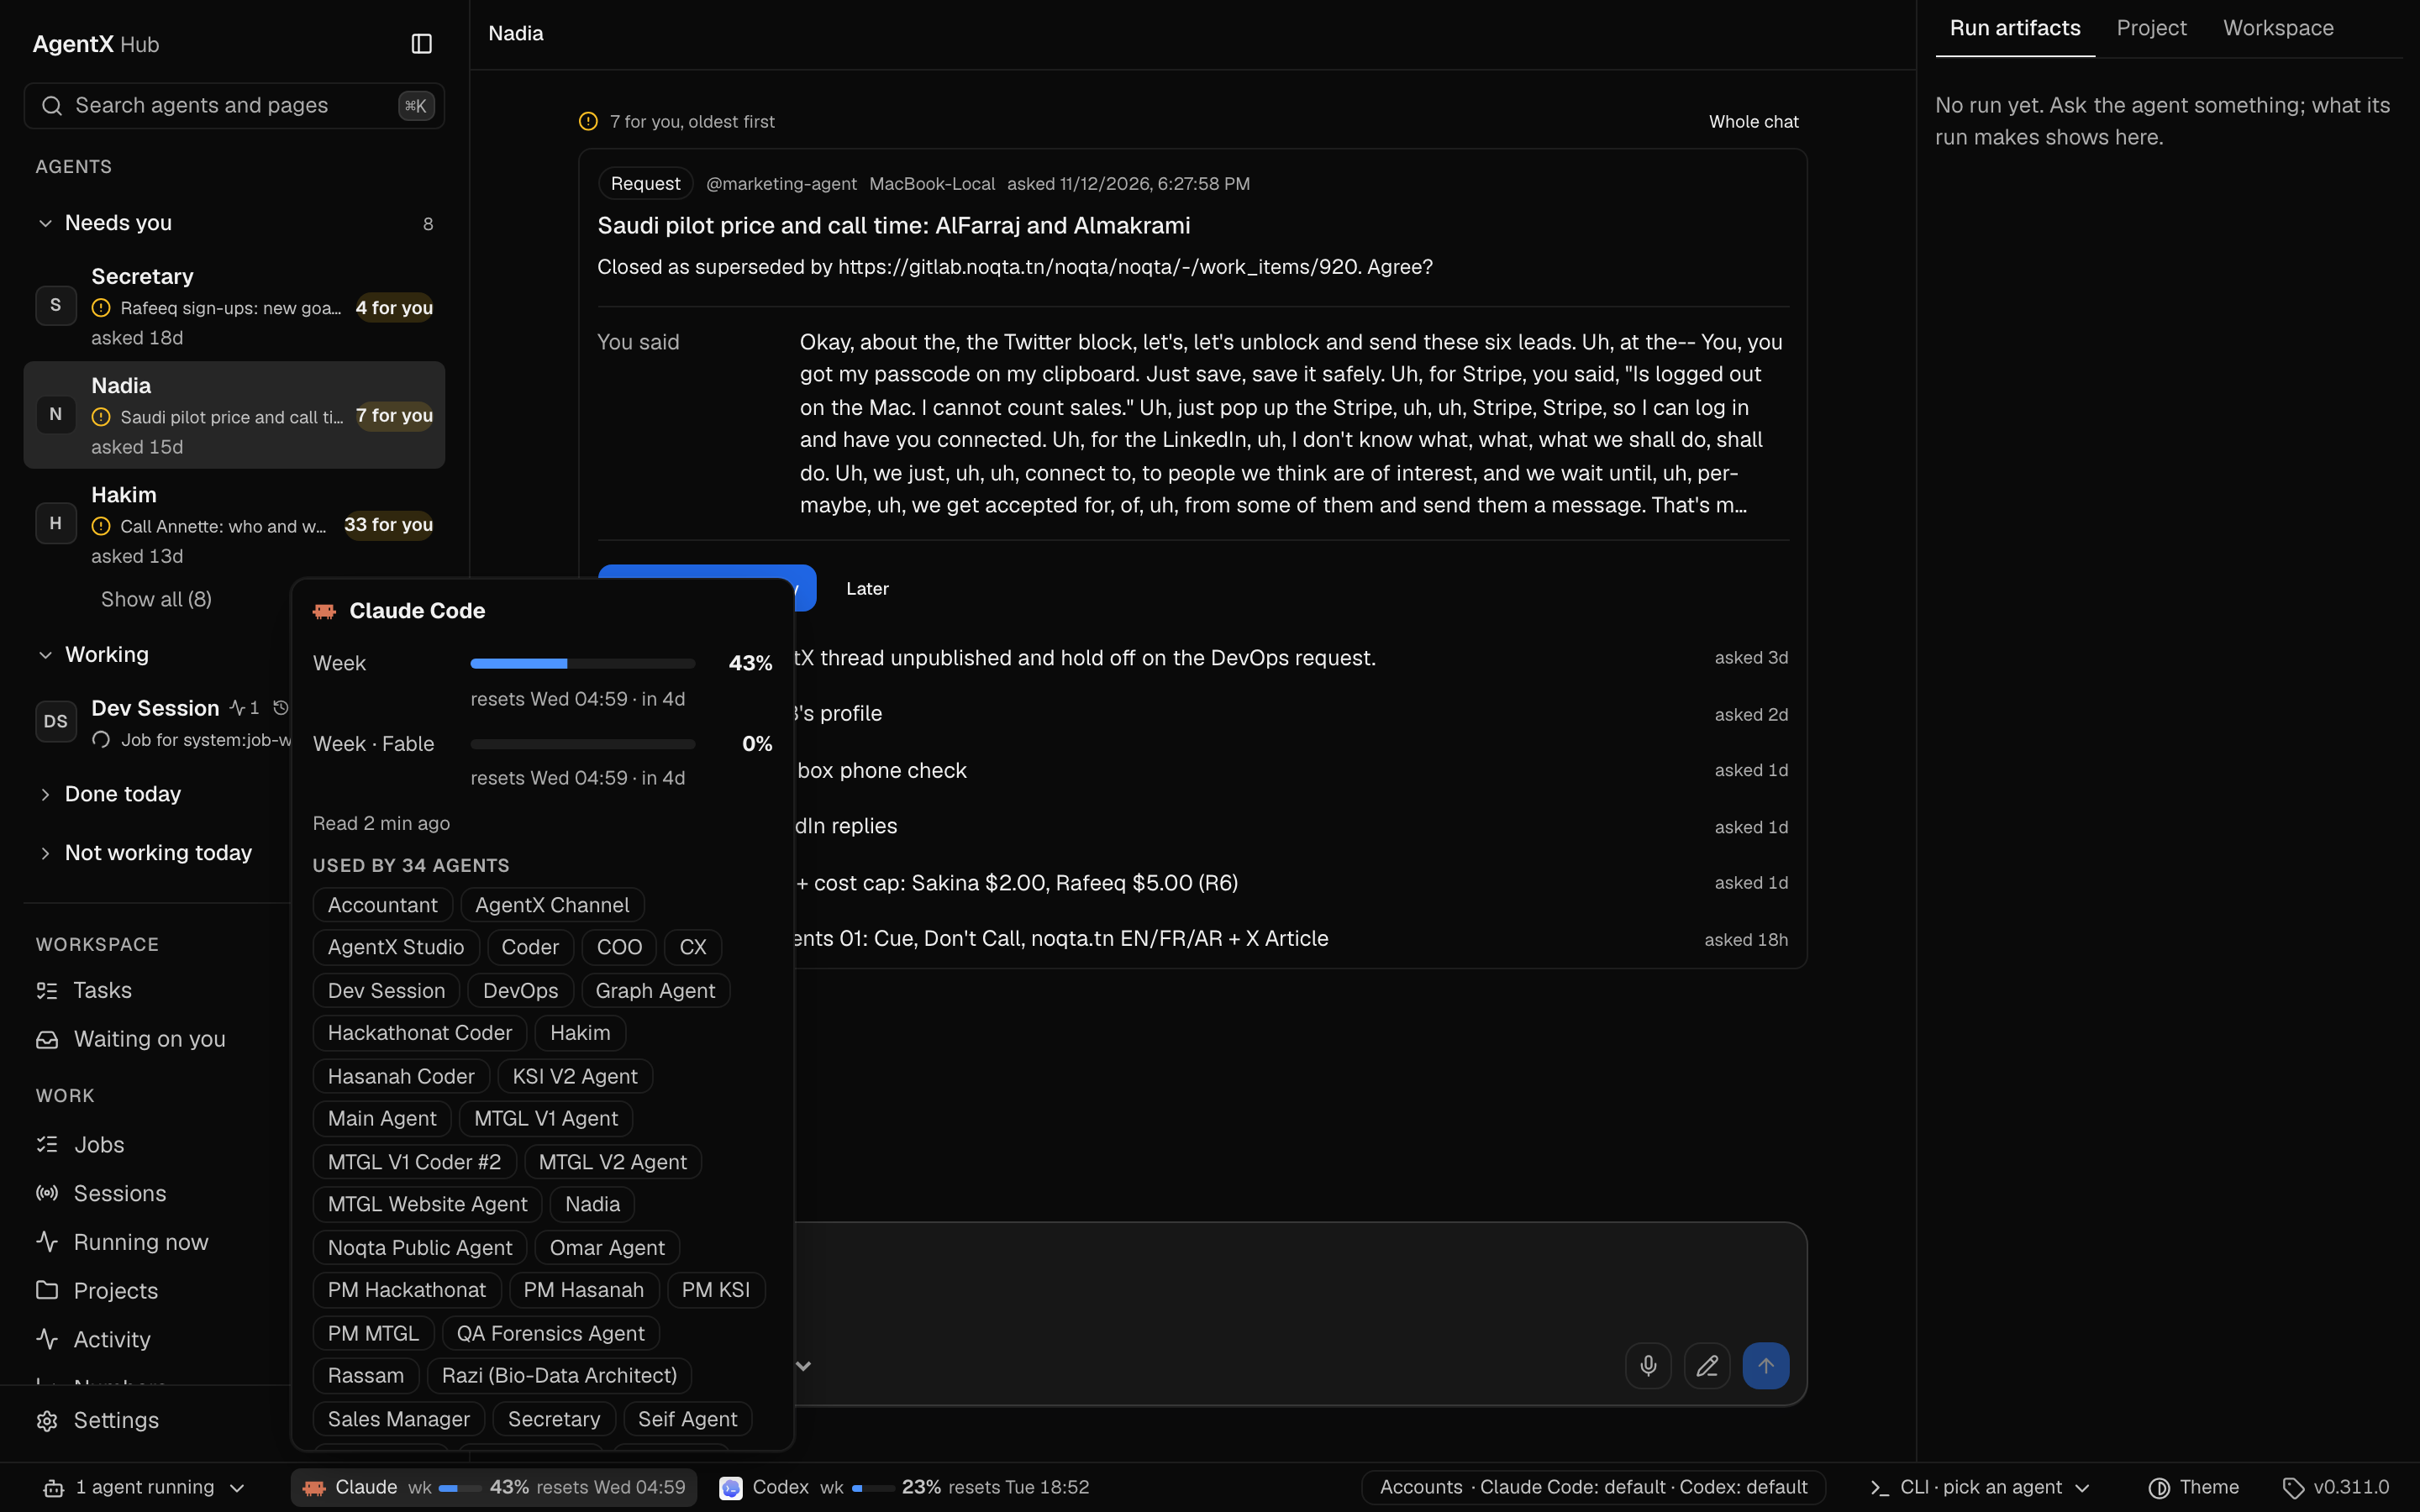 AgentX Hub
Search agents and pages
⌘K
AGENTS
Needs you
8
S
Secretary
Rafeeq sign-ups: new goa...
4 for you
asked 18d
N
Nadia
Saudi pilot price and call ti...
7 for you
asked 15d
H
Hakim
Call Annette: who and w...
33 for you
asked 13d
Show all (8)
Working
DS
Dev Session
1
Job for system:job-w
Done today
Not working today
WORKSPACE
Tasks
Waiting on you
WORK
Jobs
Sessions
Running now
Projects
Activity
Settings
Nadia
7 for you, oldest first
Whole chat
Request
@marketing-agent MacBook-Local asked 11/12/2026, 6:27:58 PM
Saudi pilot price and call time: AlFarraj and Almakrami
Closed as superseded by https://gitlab.noqta.tn/noqta/noqta/-/work_items/920. Agree?
You said
Okay, about the, the Twitter block, let's, let's unblock and send these six leads. Uh, at the-- You, you
got my passcode on my clipboard. Just save, save it safely. Uh, for Stripe, you said, "Is logged out
on the Mac. I cannot count sales." Uh, just pop up the Stripe, uh, uh, Stripe, Stripe, so I can log in
and have you connected. Uh, for the LinkedIn, uh, I don't know what, what, what we shall do, shall
do. Uh, we just, uh, uh, connect to, to people we think are of interest, and we wait until, uh, per-
maybe, uh, we get accepted for, of, uh, from some of them and send them a message. That's m...
Later
tX thread unpublished and hold off on the DevOps request.
asked 3d
's profile
asked 2d
box phone check
asked 1d
dIn replies
asked 1d
+ cost cap: Sakina $2.00, Rafeeq $5.00 (R6)
asked 1d
ents 01: Cue, Don't Call, noqta.tn EN/FR/AR + X Article
asked 18h
Claude Code
Week
43%
resets Wed 04:59 · in 4d
Week · Fable
0%
resets Wed 04:59 · in 4d
Read 2 min ago
USED BY 34 AGENTS
Accountant AgentX Channel
AgentX Studio Coder COO CX
Dev Session DevOps Graph Agent
Hackathonat Coder Hakim
Hasanah Coder KSI V2 Agent
Main Agent MTGL V1 Agent
MTGL V1 Coder #2 MTGL V2 Agent
MTGL Website Agent Nadia
Noqta Public Agent Omar Agent
PM Hackathonat PM Hasanah PM KSI
PM MTGL QA Forensics Agent
Rassam Razi (Bio-Data Architect)
Sales Manager Secretary Seif Agent
Run artifacts Project Workspace
No run yet. Ask the agent something; what its
run makes shows here.
1 agent running
Claude wk 43% resets Wed 04:59
Codex wk 23% resets Tue 18:52
Accounts · Claude Code: default · Codex: default
CLI · pick an agent
Theme
v0.311.0